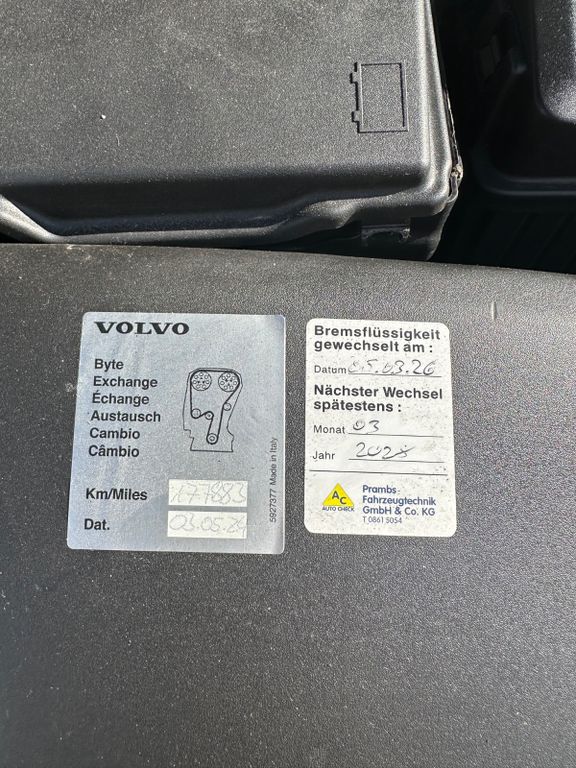 VOLVO
Byte
Exchange
Échange
Austausch
Cambio
Câmbio
Km/Miles 177883
Dat. 03.05.24
5927377 Made in Italy
Bremsflüssigkeit
gewechselt am :
Datum 05.03.26
Nächster Wechsel
spätestens :
Monat 03
Jahr 2028
AC
AUTO CHECK
Prambs
Fahrzeugtechnik
GmbH & Co. KG
T 0861 5054